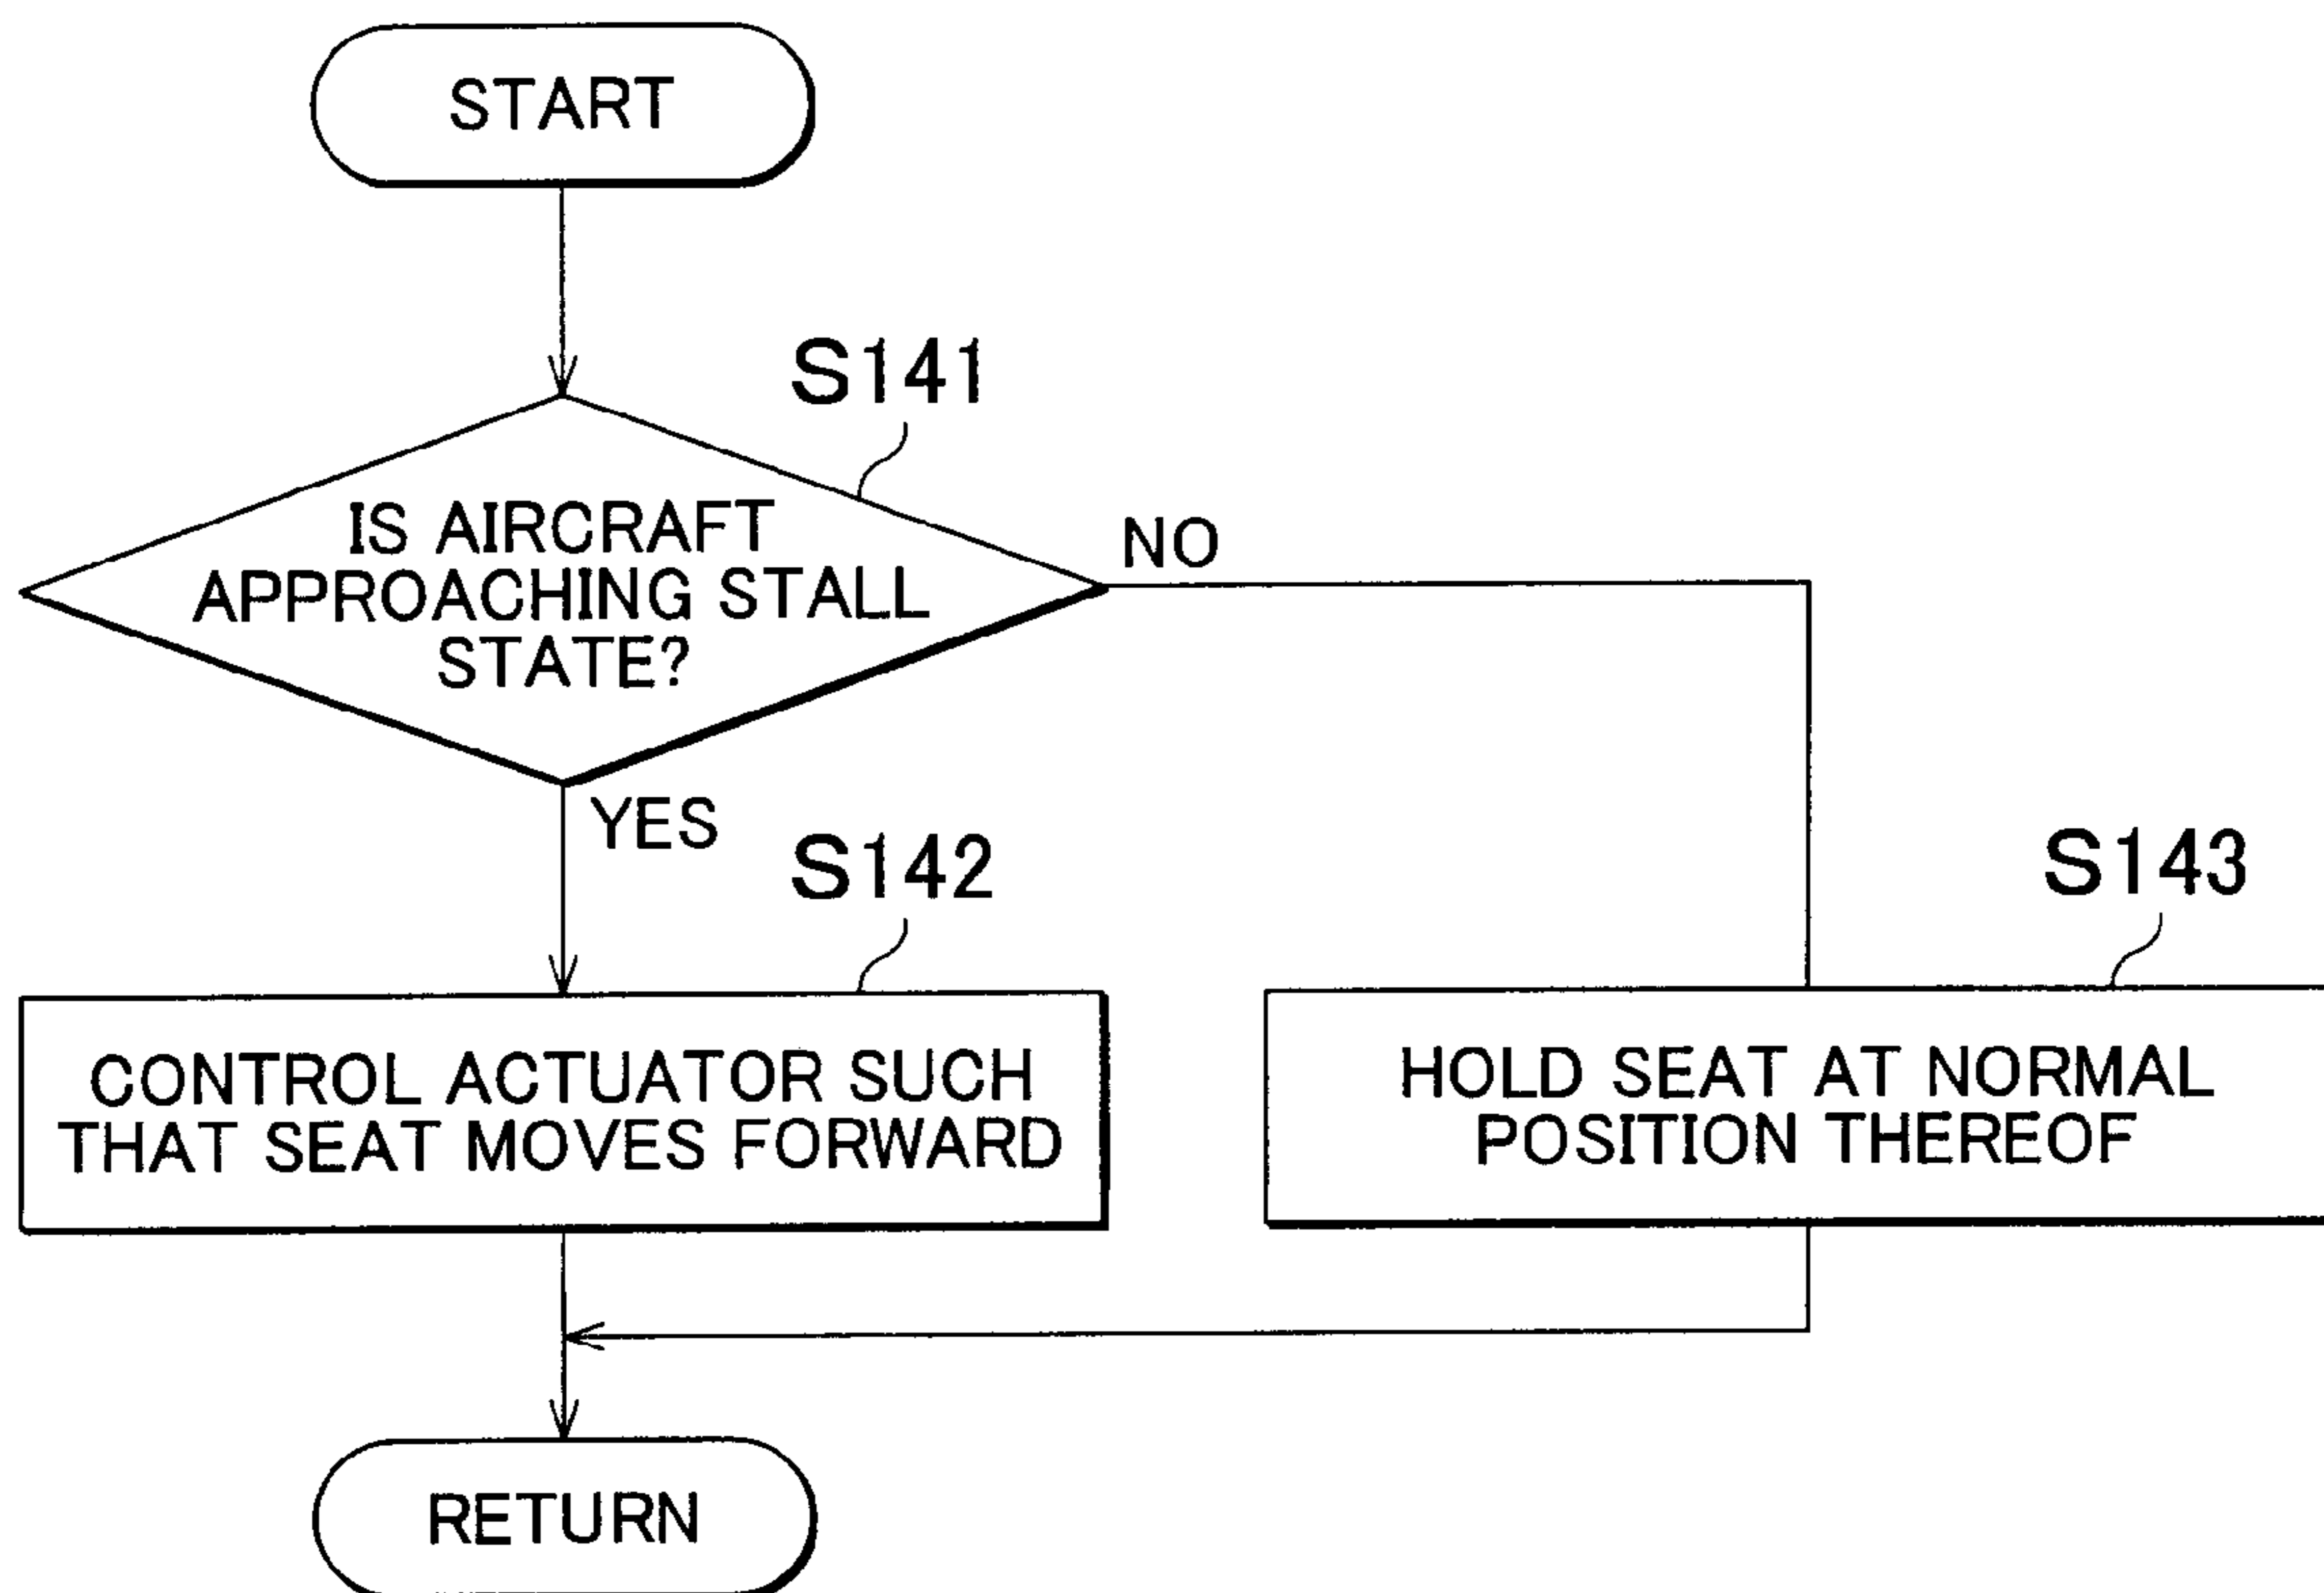 START
S141
IS AIRCRAFT
APPROACHING STALL
STATE?
NO
YES
S142
CONTROL ACTUATOR SUCH
THAT SEAT MOVES FORWARD
S143
HOLD SEAT AT NORMAL
POSITION THEREOF
RETURN